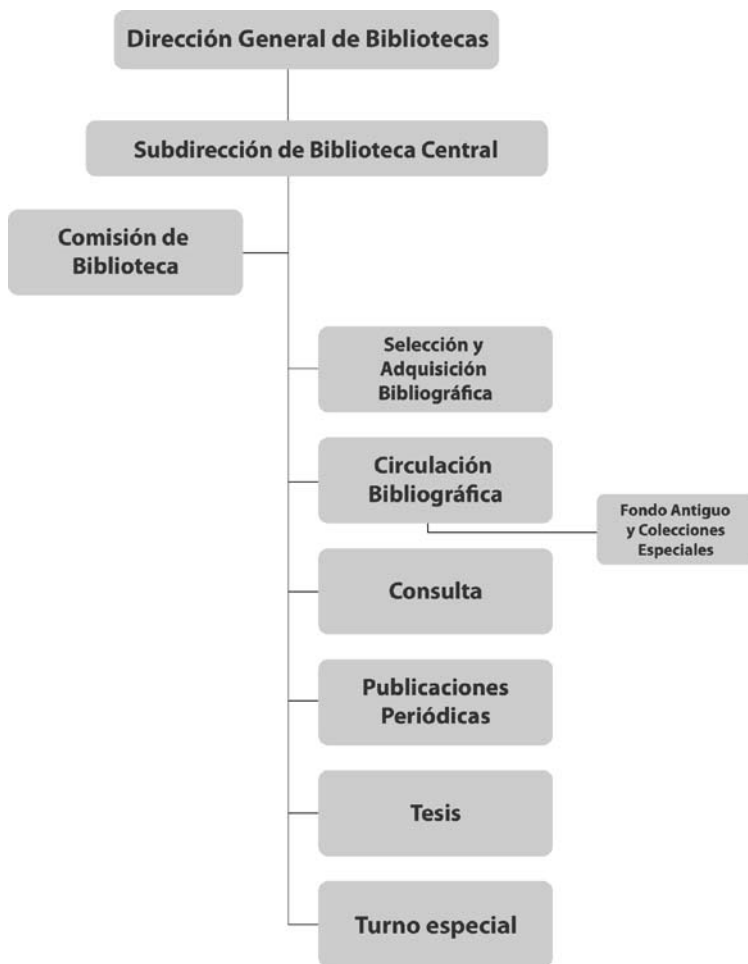 Dirección General de Bibliotecas
Subdirección de Biblioteca Central
Comisión de
Biblioteca
Selección y
Adquisición
Bibliográfica
Circulación
Bibliográfica
Fondo Antiguo
y Colecciones
Especiales
Consulta
Publicaciones
Periódicas
Tesis
Turno especial